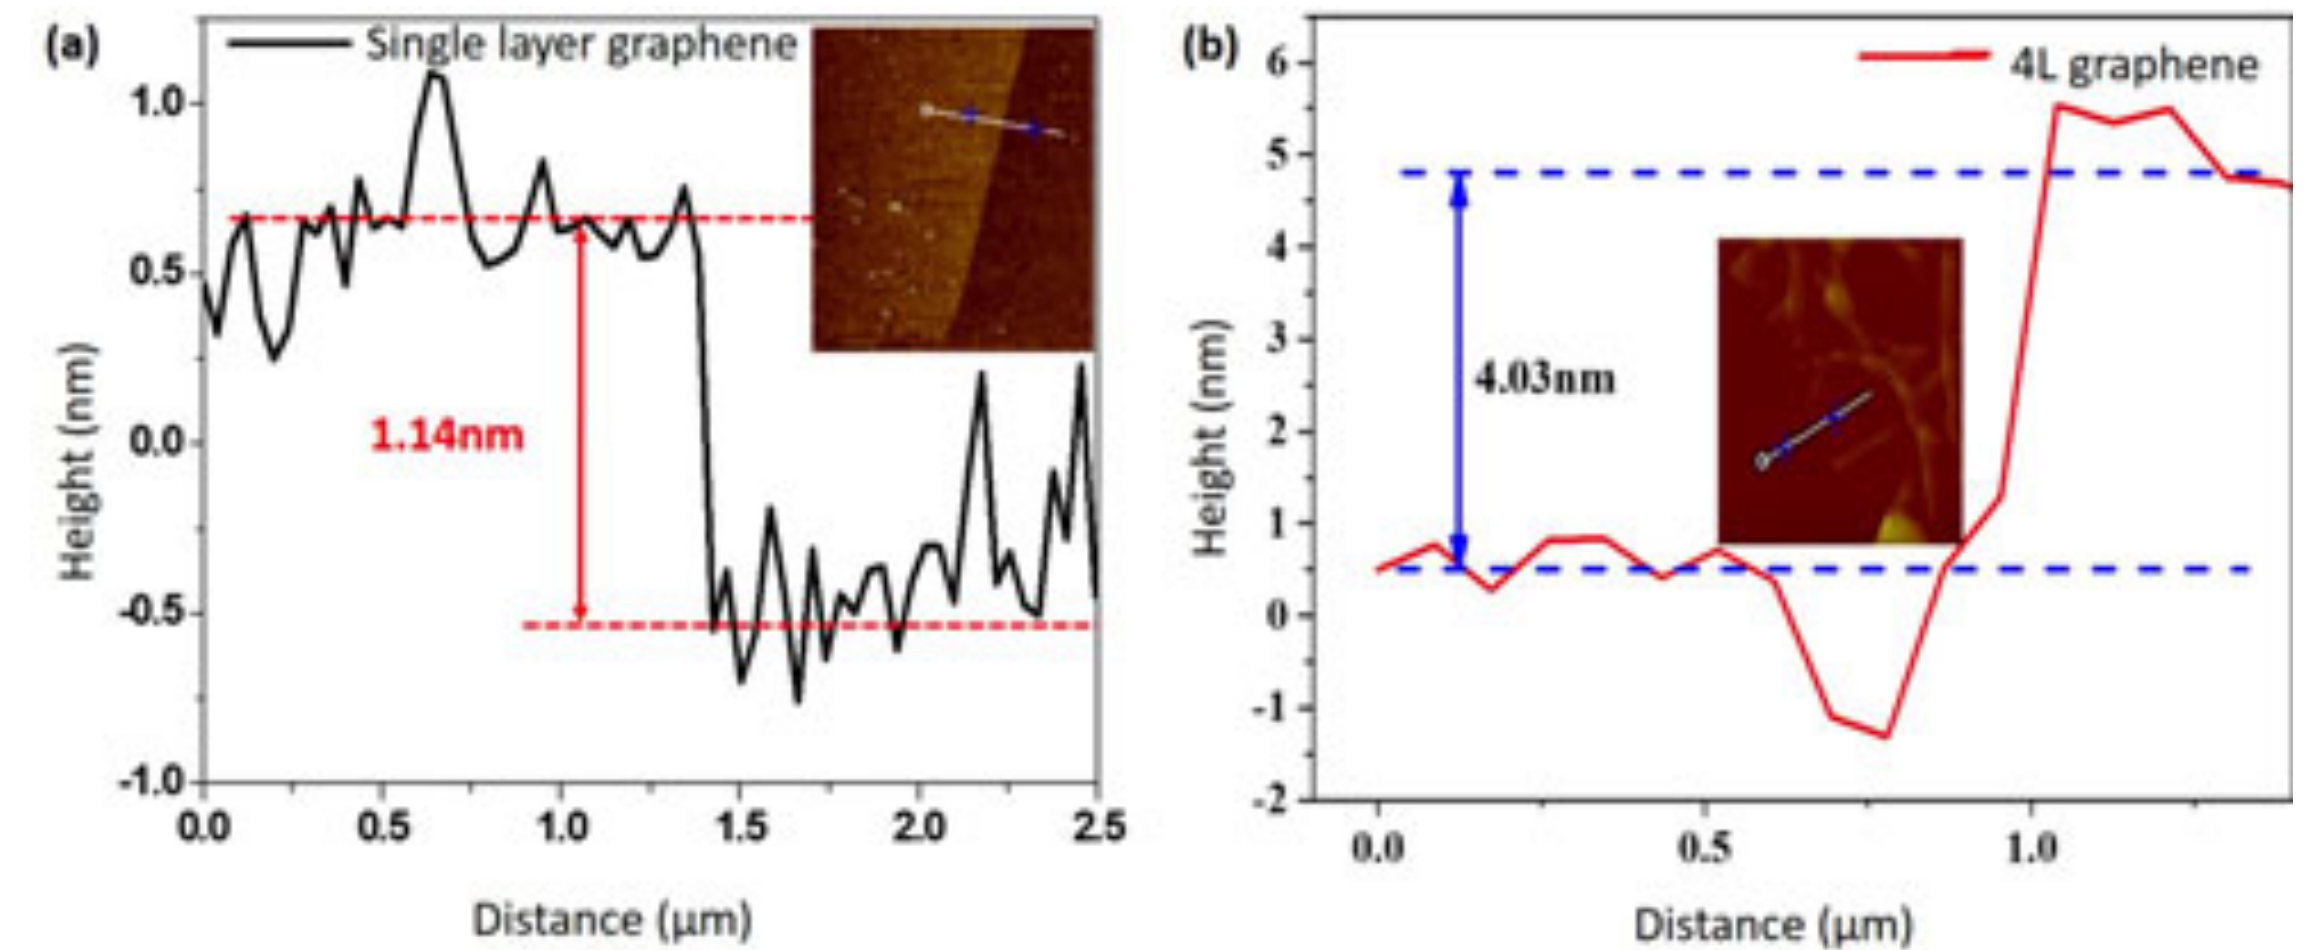 (a)
Single layer graphene
1.0
0.5
0.0
-0.5
-1.0
Height (nm)
1.14nm
0.0 0.5 1.0 1.5 2.0 2.5
Distance (μm)
(b)
4L graphene
6
5
4
3
2
1
0
-1
-2
Height (nm)
4.03nm
0.0 0.5 1.0
Distance (μm)